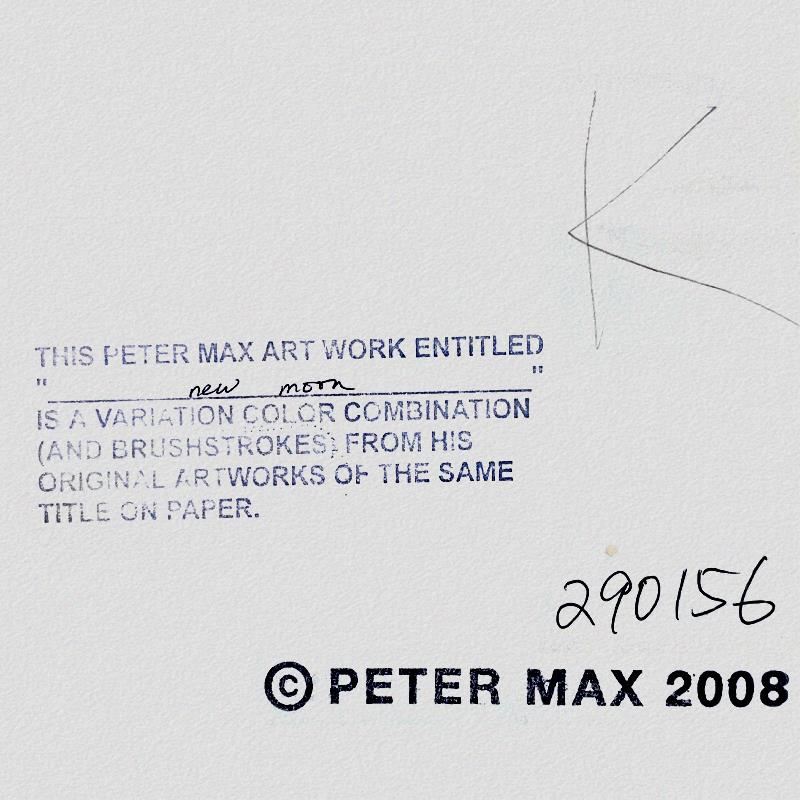 K
THIS PETER MAX ART WORK ENTITLED
"new moon"
IS A VARIATION COLOR COMBINATION
(AND BRUSHSTROKES) FROM HIS
ORIGINAL ARTWORKS OF THE SAME
TITLE ON PAPER.
290156
© PETER MAX 2008